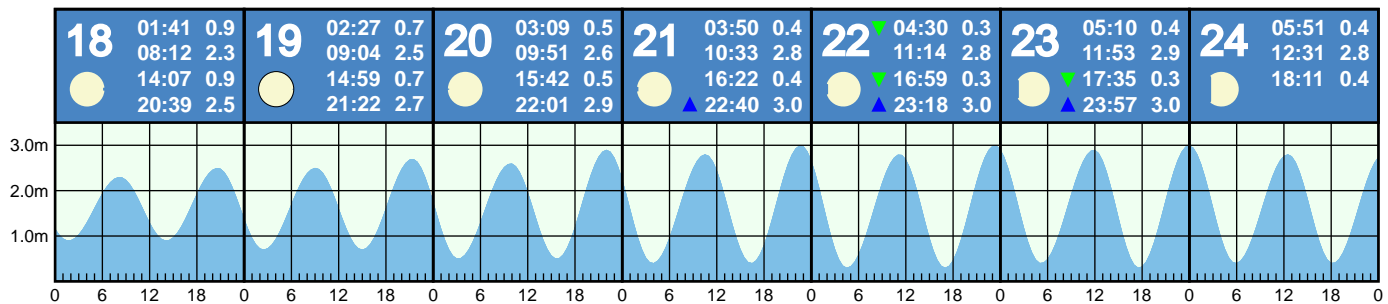 18
01:41 0.9
08:12 2.3
14:07 0.9
20:39 2.5
19
02:27 0.7
09:04 2.5
14:59 0.7
21:22 2.7
20
03:09 0.5
09:51 2.6
15:42 0.5
22:01 2.9
21
03:50 0.4
10:33 2.8
16:22 0.4
▲ 22:40 3.0
22
▼ 04:30 0.3
11:14 2.8
▼ 16:59 0.3
▲ 23:18 3.0
23
05:10 0.4
11:53 2.9
▼ 17:35 0.3
▲ 23:57 3.0
24
05:51 0.4
12:31 2.8
18:11 0.4
3.0m
2.0m
1.0m
0 6 12 18 0 6 12 18 0 6 12 18 0 6 12 18 0 6 12 18 0 6 12 18 0 6 12 18 0